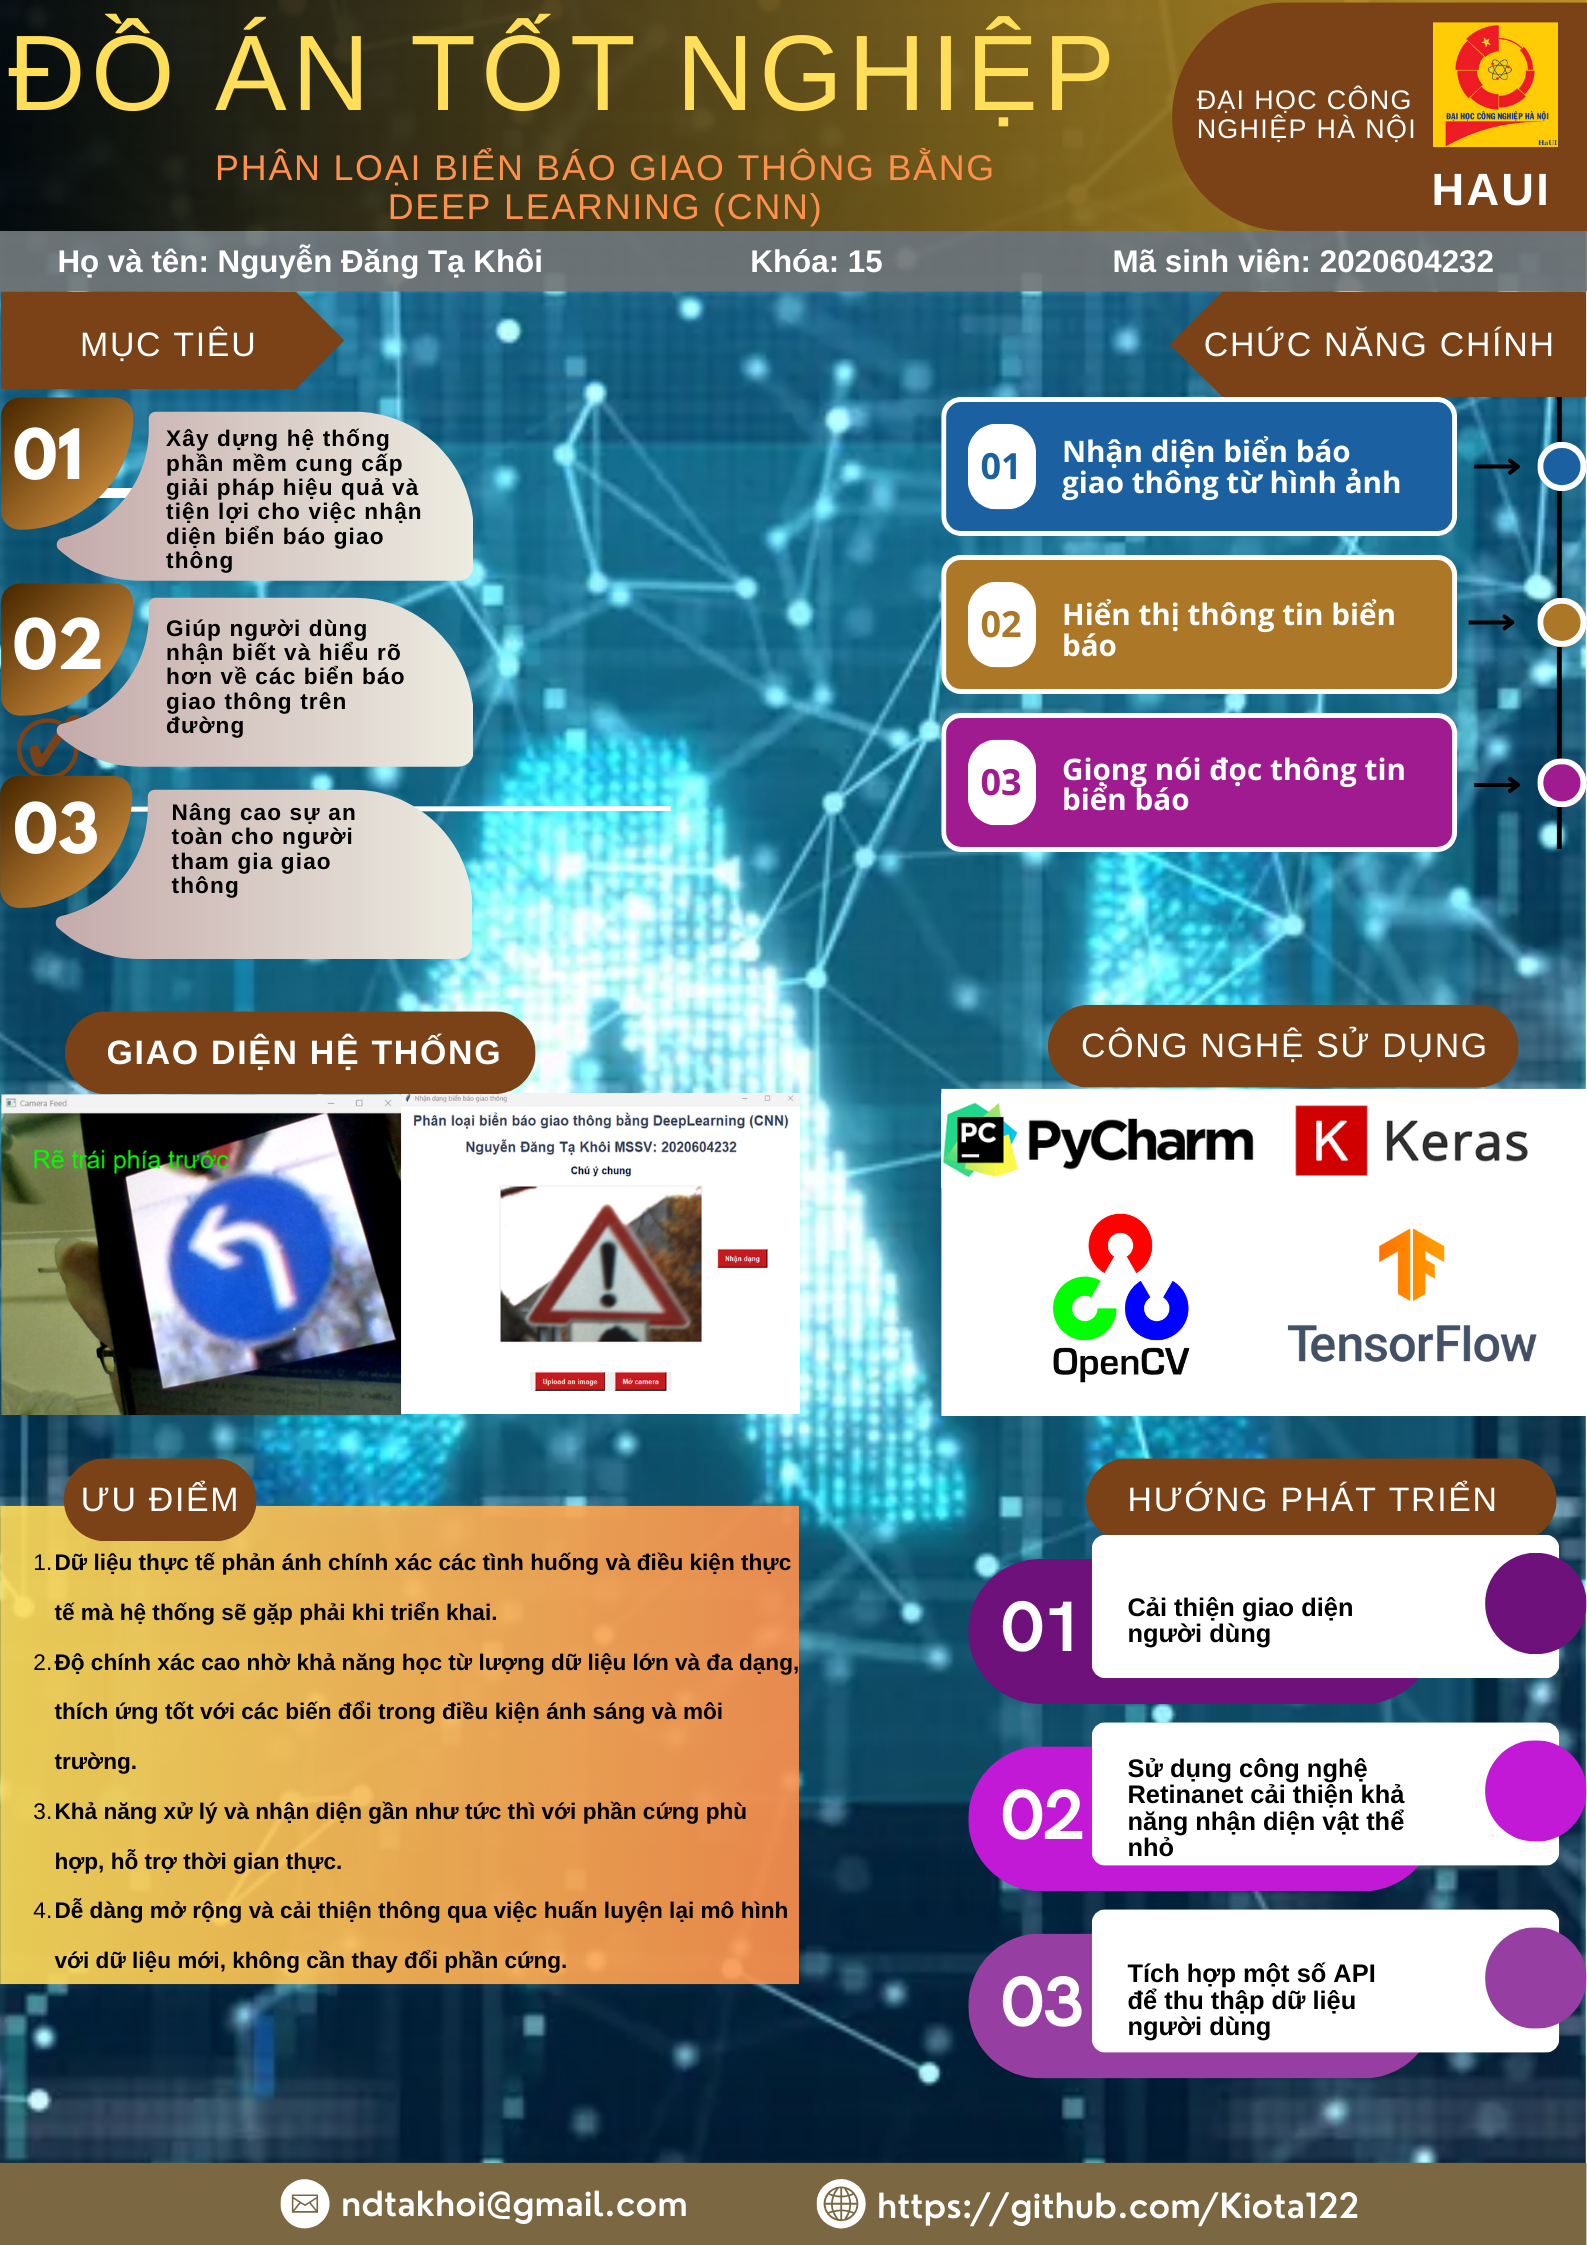 ĐỒ ÁN TỐT NGHIỆP
PHÂN LOẠI BIỂN BÁO GIAO THÔNG BẰNG
DEEP LEARNING (CNN)
ĐẠI HỌC CÔNG
NGHIỆP HÀ NỘI
ĐẠI HỌC CÔNG NGHIỆP HÀ NỘI
HaUI
HAUI
Họ và tên: Nguyễn Đăng Tạ Khôi
Khóa: 15
Mã sinh viên: 2020604232
MỤC TIÊU
01
Xây dựng hệ thống
phần mềm cung cấp
giải pháp hiệu quả và
tiện lợi cho việc nhận
diện biển báo giao
thông
02
Giúp người dùng
nhận biết và hiểu rõ
hơn về các biển báo
giao thông trên
đường
03
Nâng cao sự an
toàn cho người
tham gia giao
thông
CHỨC NĂNG CHÍNH
01
Nhận diện biển báo
giao thông từ hình ảnh
02
Hiển thị thông tin biển
báo
03
Giọng nói đọc thông tin
biển báo
GIAO DIỆN HỆ THỐNG
Camera Feed
Rẽ trái phía trước
Nhận dạng biển báo giao thông
Phân loại biển báo giao thông bằng DeepLearning (CNN)
Nguyễn Đăng Tạ Khôi MSSV: 2020604232
Chú ý chung
Nhận dạng
Upload an image
Mở camera
CÔNG NGHỆ SỬ DỤNG
PC
PyCharm
K
Keras
OpenCV
TensorFlow
ƯU ĐIỂM
1. Dữ liệu thực tế phản ánh chính xác các tình huống và điều kiện thực
tế mà hệ thống sẽ gặp phải khi triển khai.
2. Độ chính xác cao nhờ khả năng học từ lượng dữ liệu lớn và đa dạng,
thích ứng tốt với các biến đổi trong điều kiện ánh sáng và môi
trường.
3. Khả năng xử lý và nhận diện gần như tức thì với phần cứng phù
hợp, hỗ trợ thời gian thực.
4. Dễ dàng mở rộng và cải thiện thông qua việc huấn luyện lại mô hình
với dữ liệu mới, không cần thay đổi phần cứng.
HƯỚNG PHÁT TRIỂN
01
Cải thiện giao diện
người dùng
02
Sử dụng công nghệ
Retinanet cải thiện khả
năng nhận diện vật thể
nhỏ
03
Tích hợp một số API
để thu thập dữ liệu
người dùng
ndtakhoi@gmail.com
https://github.com/Kiota122